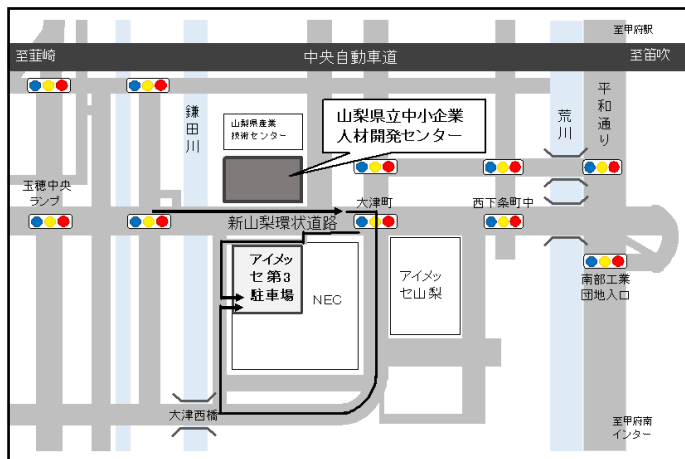 至甲府駅
至韮崎
中央自動車道
至笛吹
鎌田川
山梨県産業
技術センター
山梨県立中小企業
人材開発センター
荒川
平和通り
玉穂中央
ランプ
新山梨環状道路
大津町
西下条町中
アイメッ
セ第3
駐車場
NEC
アイメッ
セ山梨
南部工業
団地入口
大津西橋
至甲府南
インター